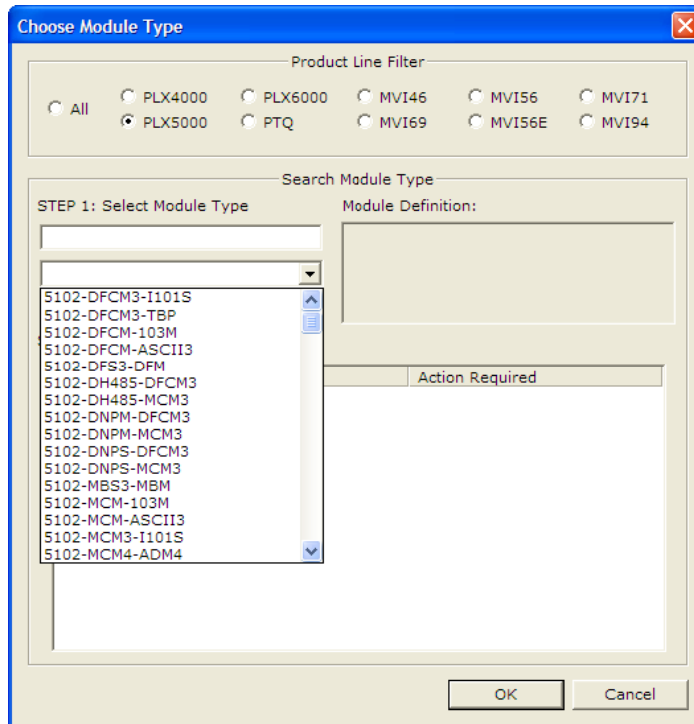 Choose Module Type
Product Line Filter
All
PLX4000 PLX6000 MVI46 MVI56 MVI71
PLX5000 PTQ MVI69 MVI56E MVI94
Search Module Type
STEP 1: Select Module Type Module Definition:
5102-DFCM3-I101S
5102-DFCM3-TBP
5102-DFCM-103M
5102-DFCM-ASCII3
5102-DFS3-DFM
5102-DH485-DFCM3
5102-DH485-MCM3
5102-DNPM-DFCM3
5102-DNPM-MCM3
5102-DNPS-DFCM3
5102-DNPS-MCM3
5102-MBS3-MBM
5102-MCM-103M
5102-MCM-ASCII3
5102-MCM3-I101S
5102-MCM4-ADM4
Action Required
OK Cancel